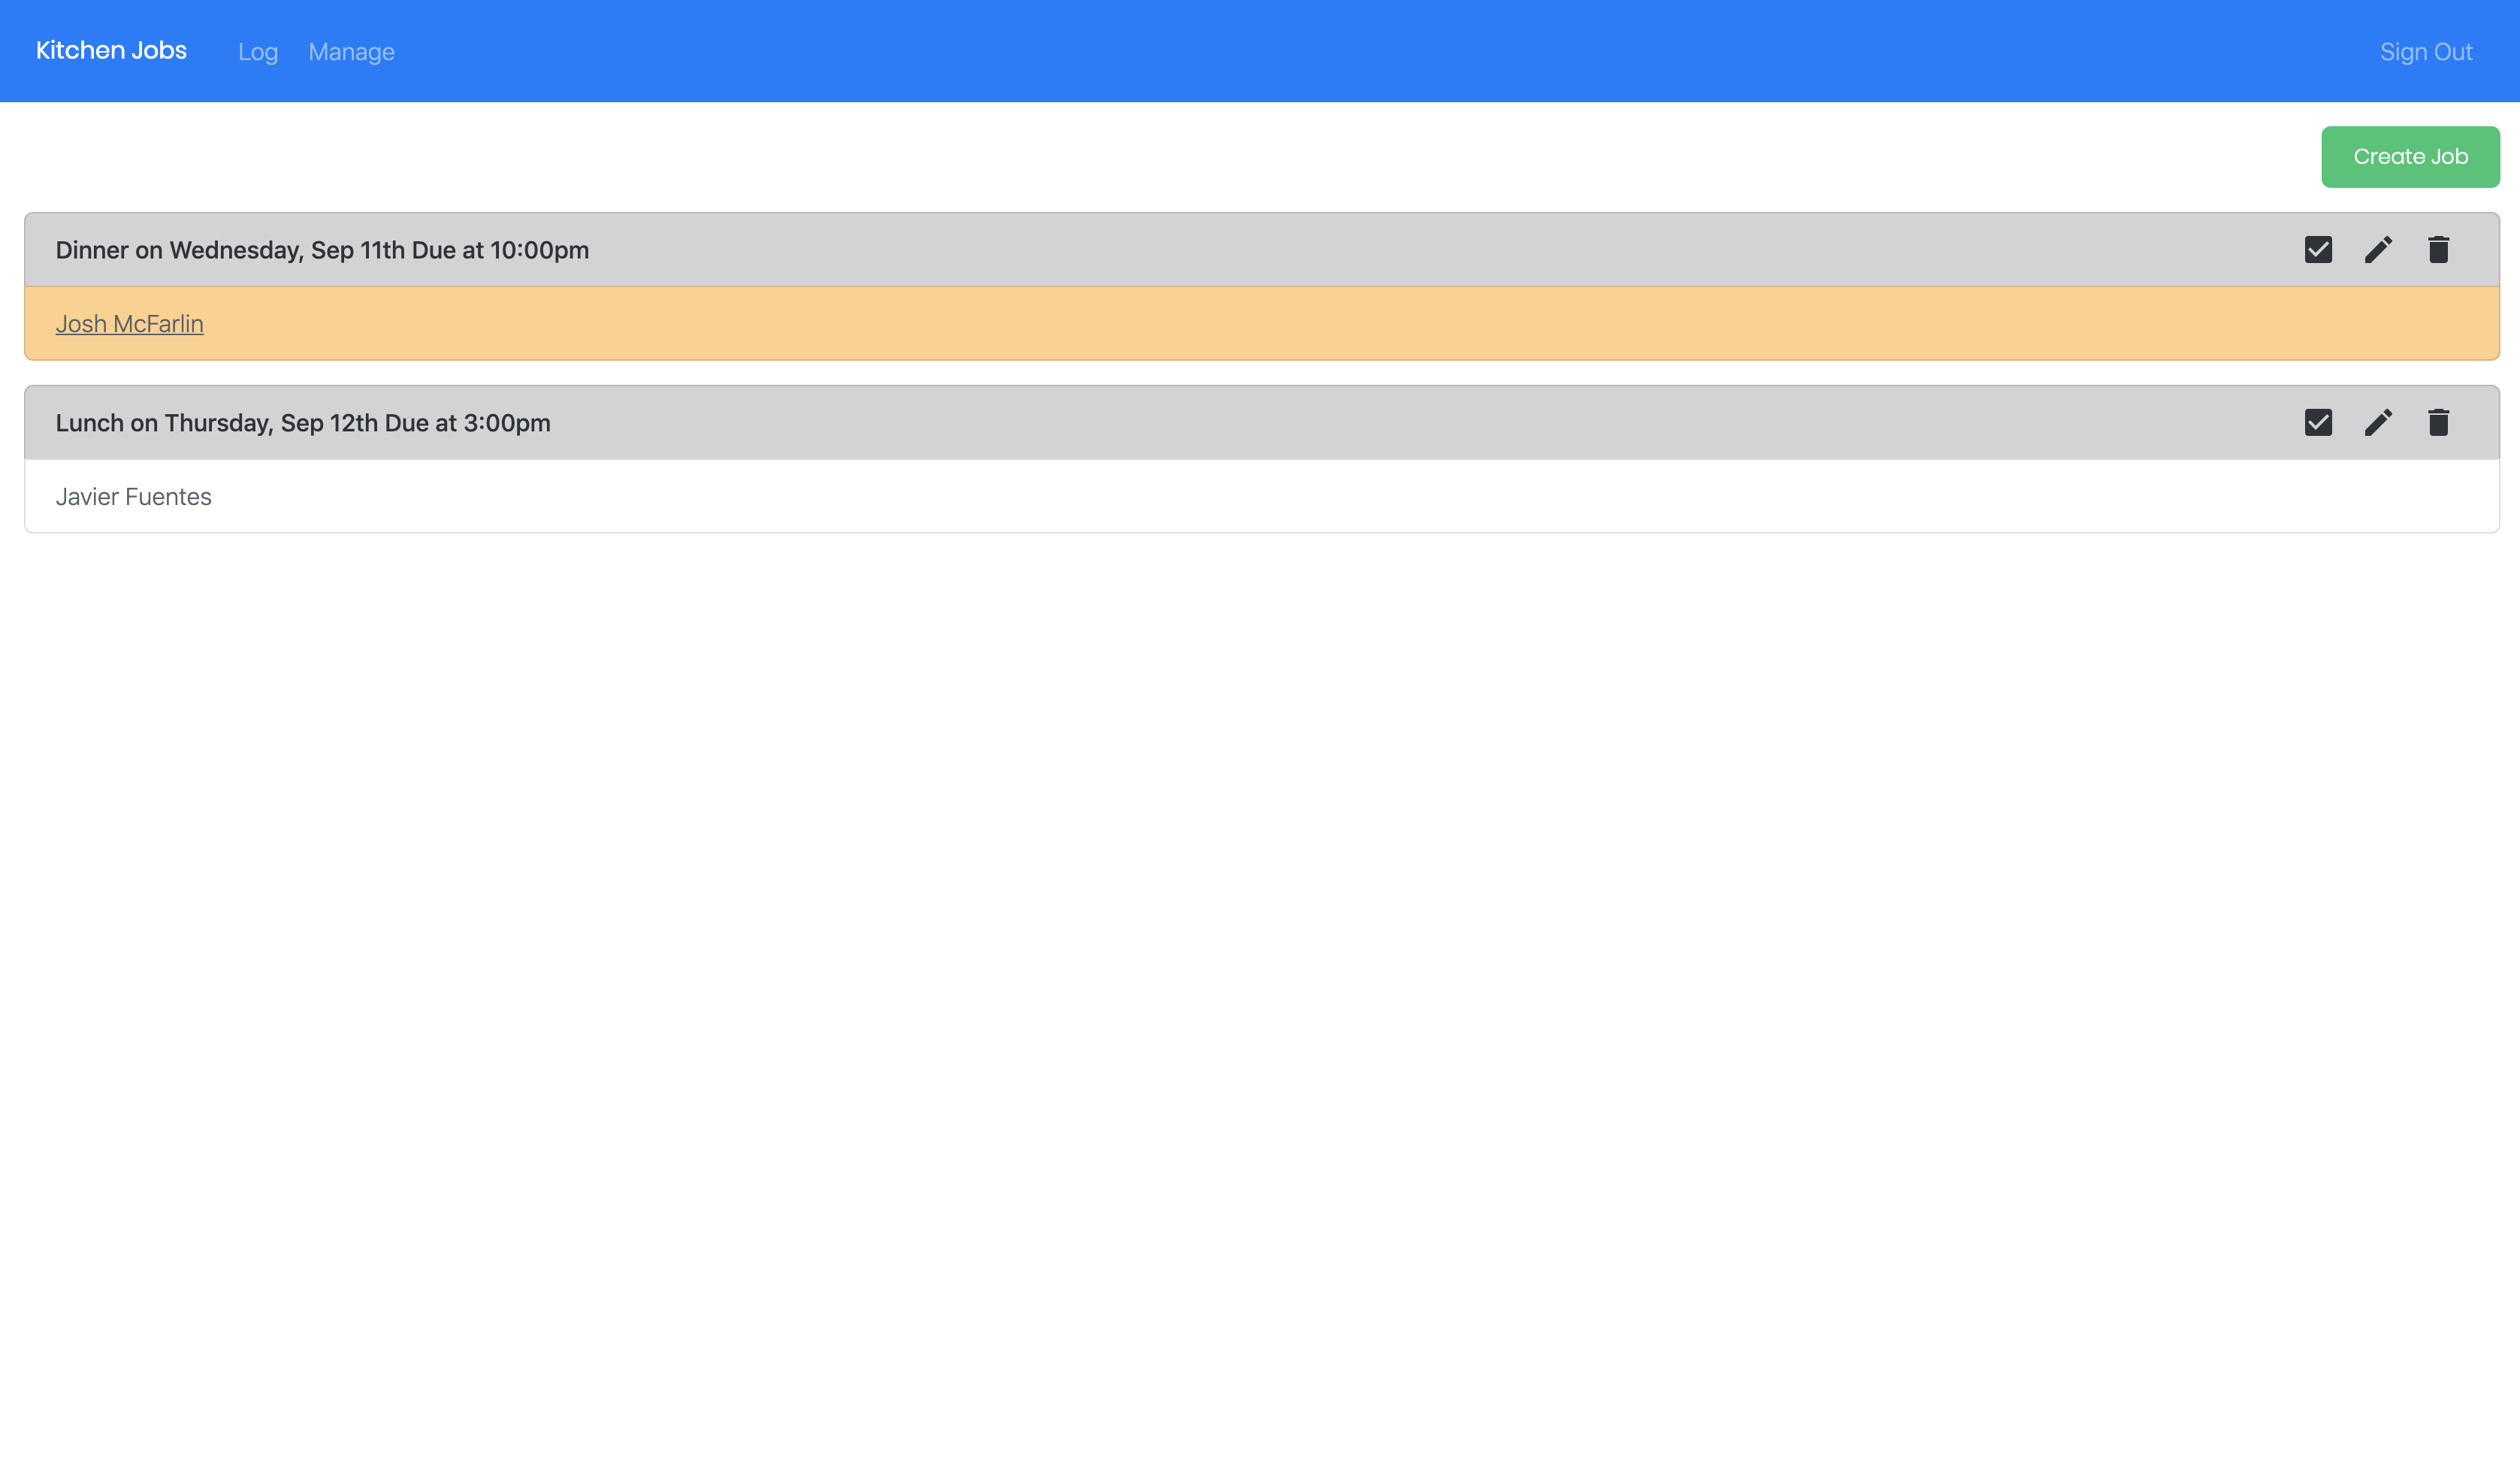 Kitchen Jobs Log Manage Sign Out
Create Job
Dinner on Wednesday, Sep 11th Due at 10:00pm
Josh McFarlin
Lunch on Thursday, Sep 12th Due at 3:00pm
Javier Fuentes